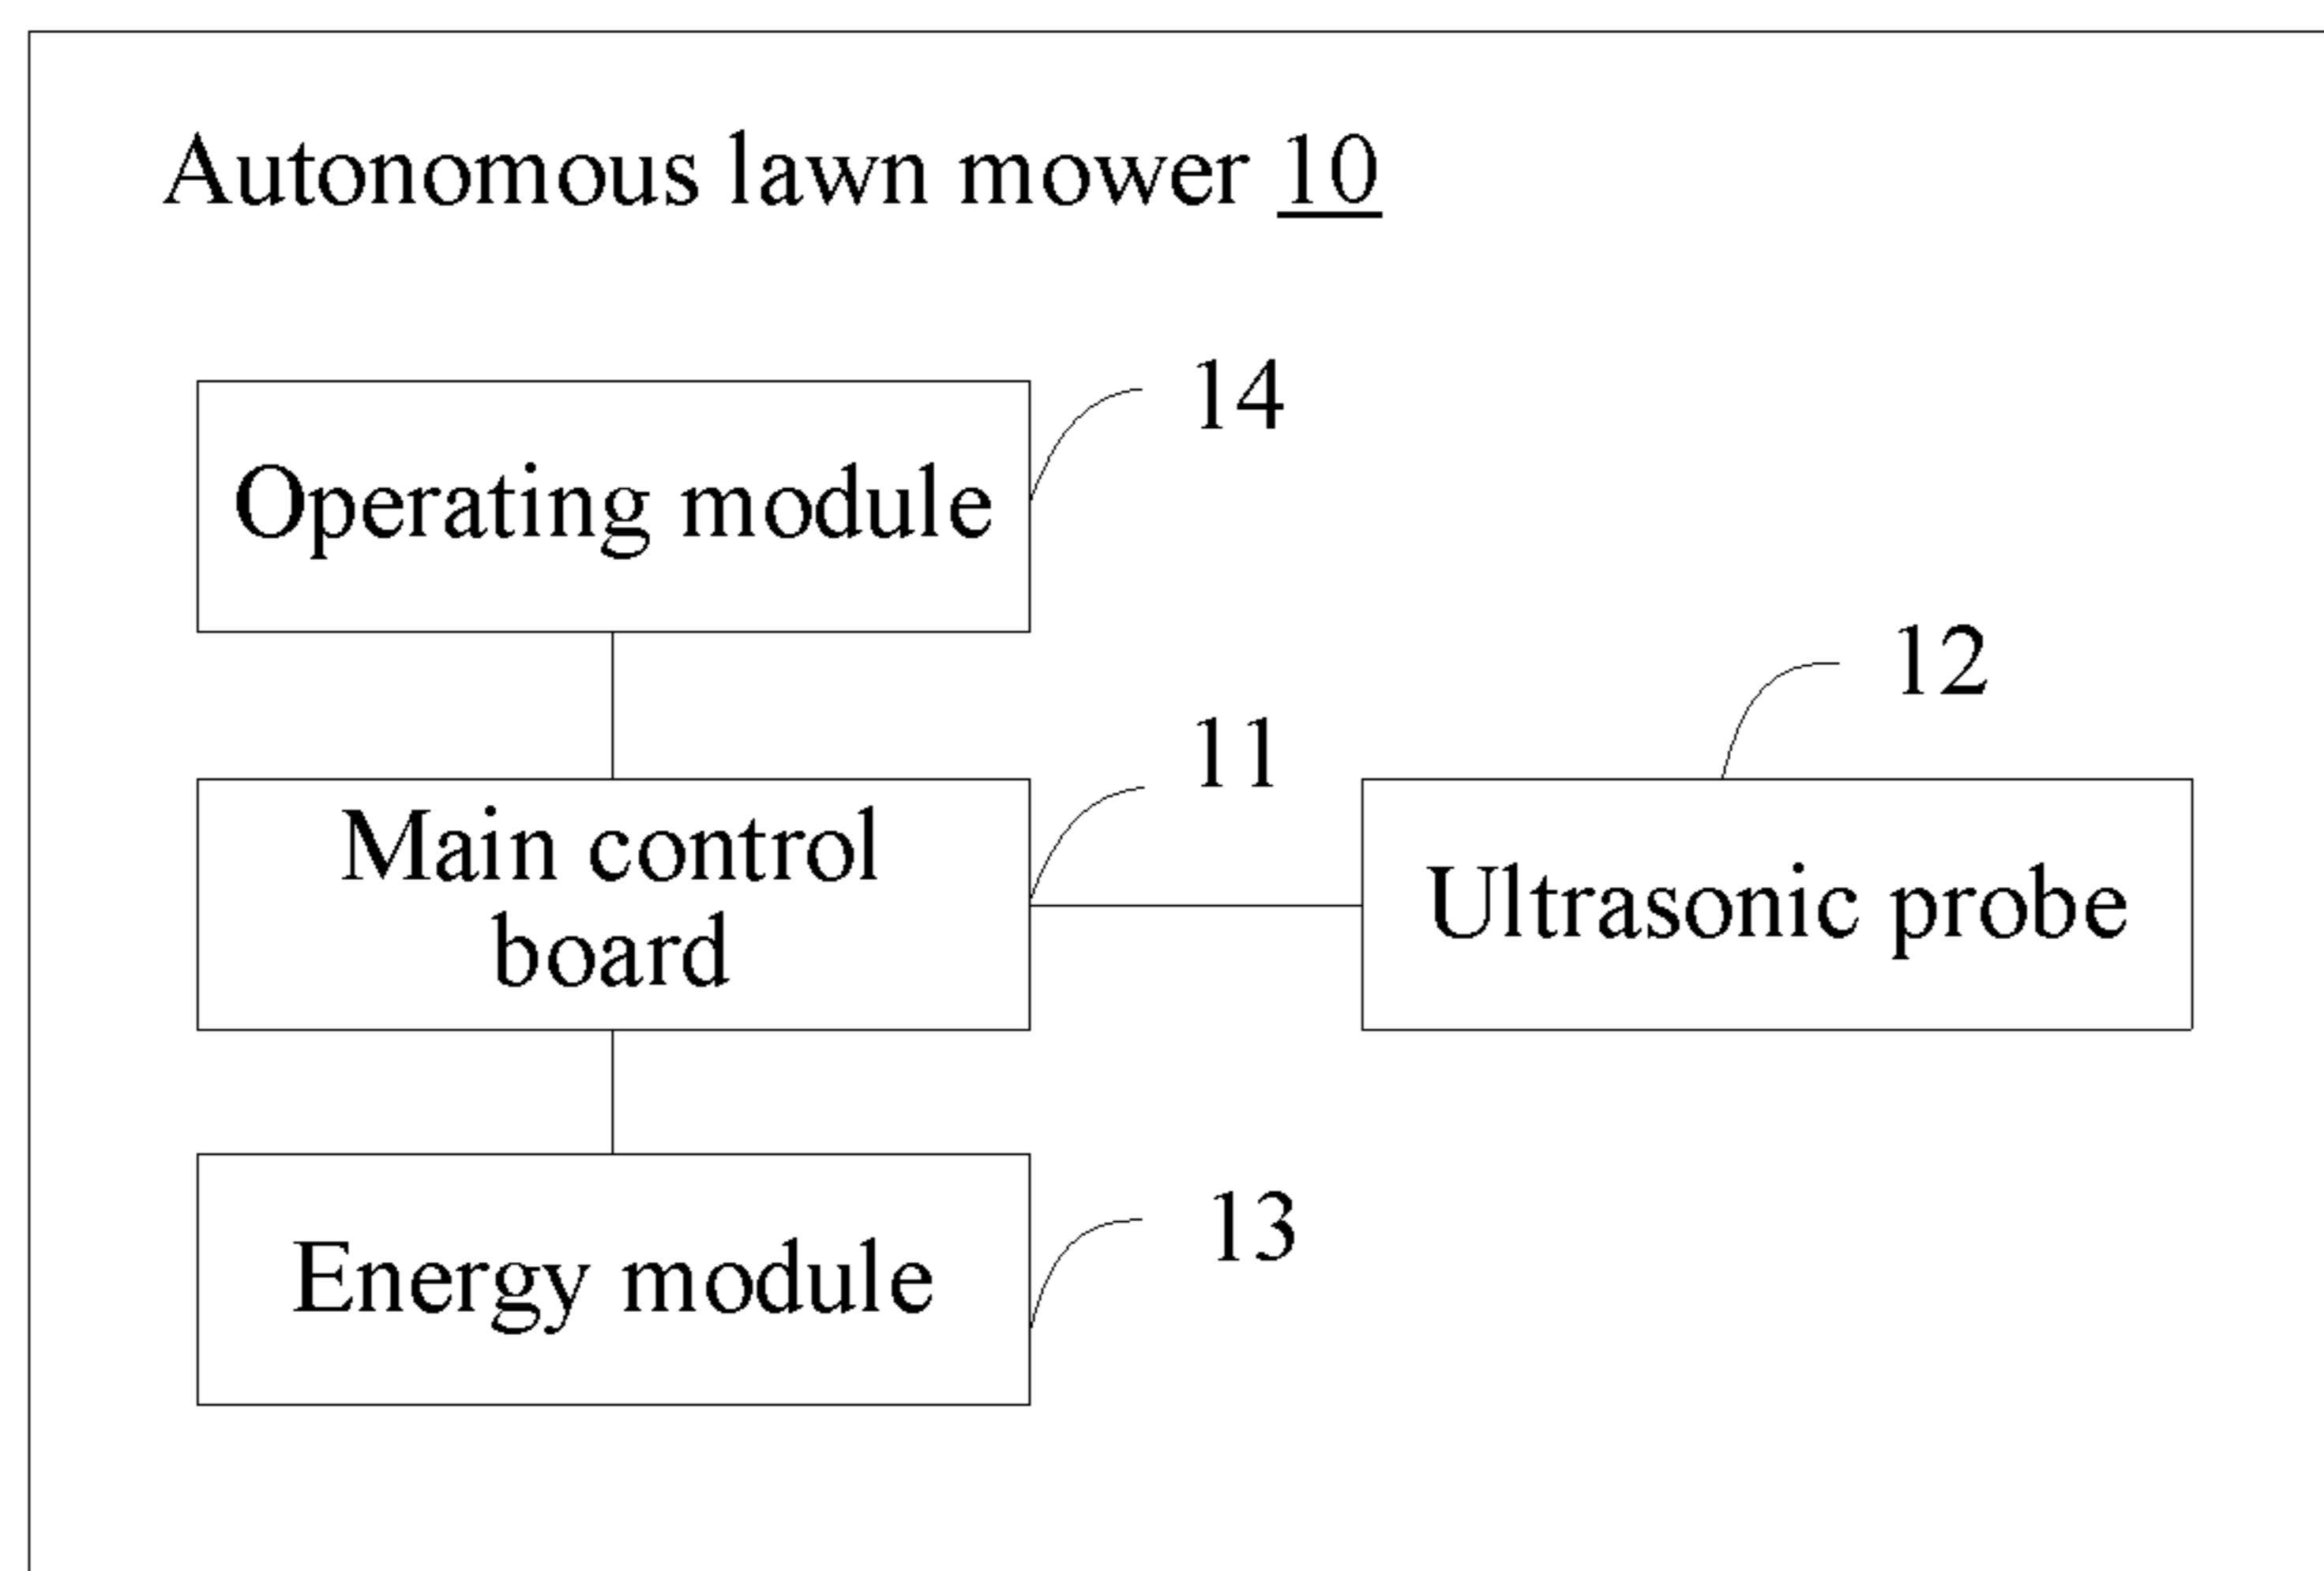 Autonomous lawn mower 10
14
Operating module
12
11
Main control
board
Ultrasonic probe
13
Energy module